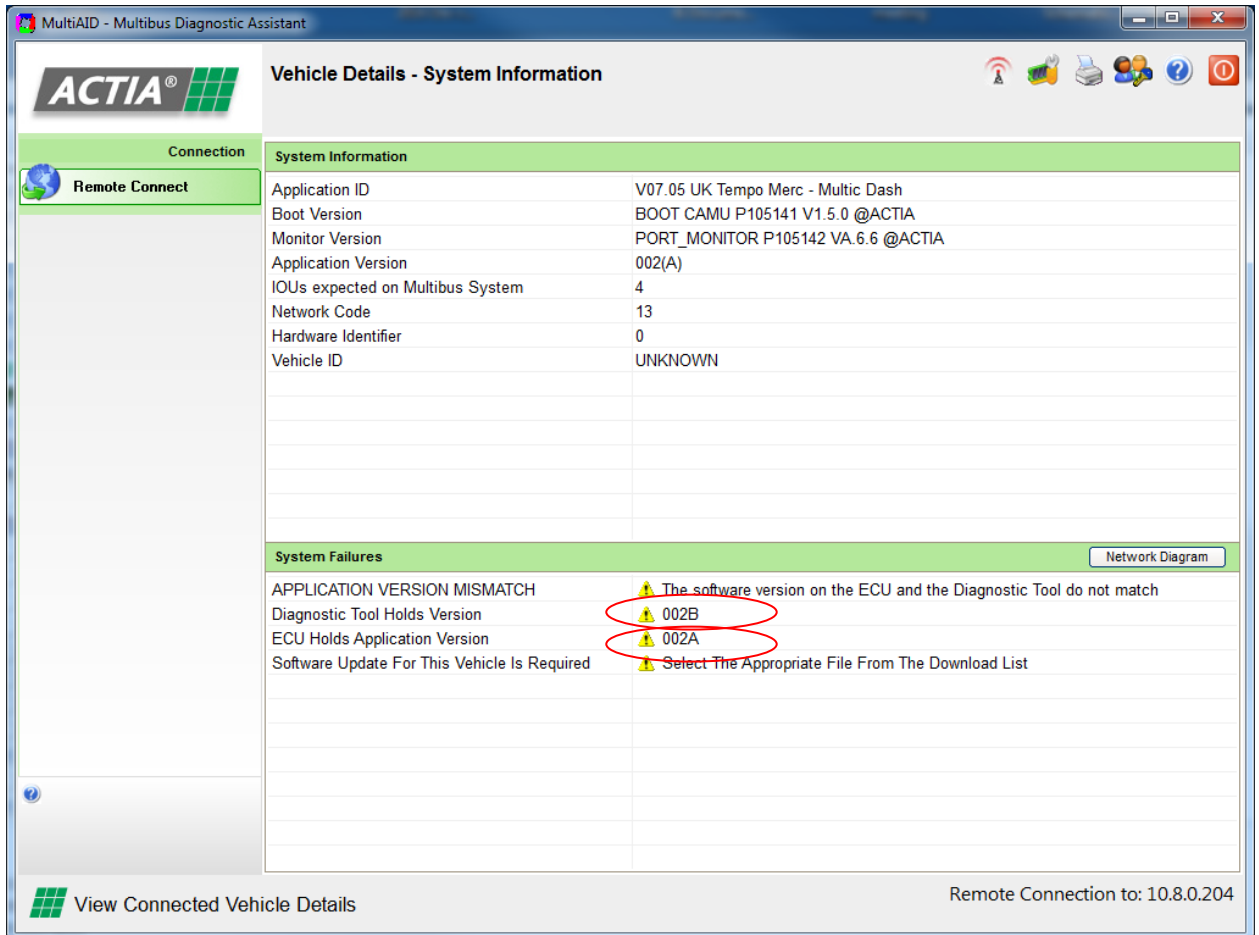 MultiAID - Multibus Diagnostic Assistant
ACTIA®
Vehicle Details - System Information
Connection
Remote Connect
System Information
Application ID V07.05 UK Tempo Merc - Multic Dash
Boot Version BOOT CAMU P105141 V1.5.0 @ACTIA
Monitor Version PORT_MONITOR P105142 VA.6.6 @ACTIA
Application Version 002(A)
IOUs expected on Multibus System 4
Network Code 13
Hardware Identifier 0
Vehicle ID UNKNOWN
System Failures Network Diagram
APPLICATION VERSION MISMATCH The software version on the ECU and the Diagnostic Tool do not match
Diagnostic Tool Holds Version 002B
ECU Holds Application Version 002A
Software Update For This Vehicle Is Required Select The Appropriate File From The Download List
View Connected Vehicle Details
Remote Connection to: 10.8.0.204